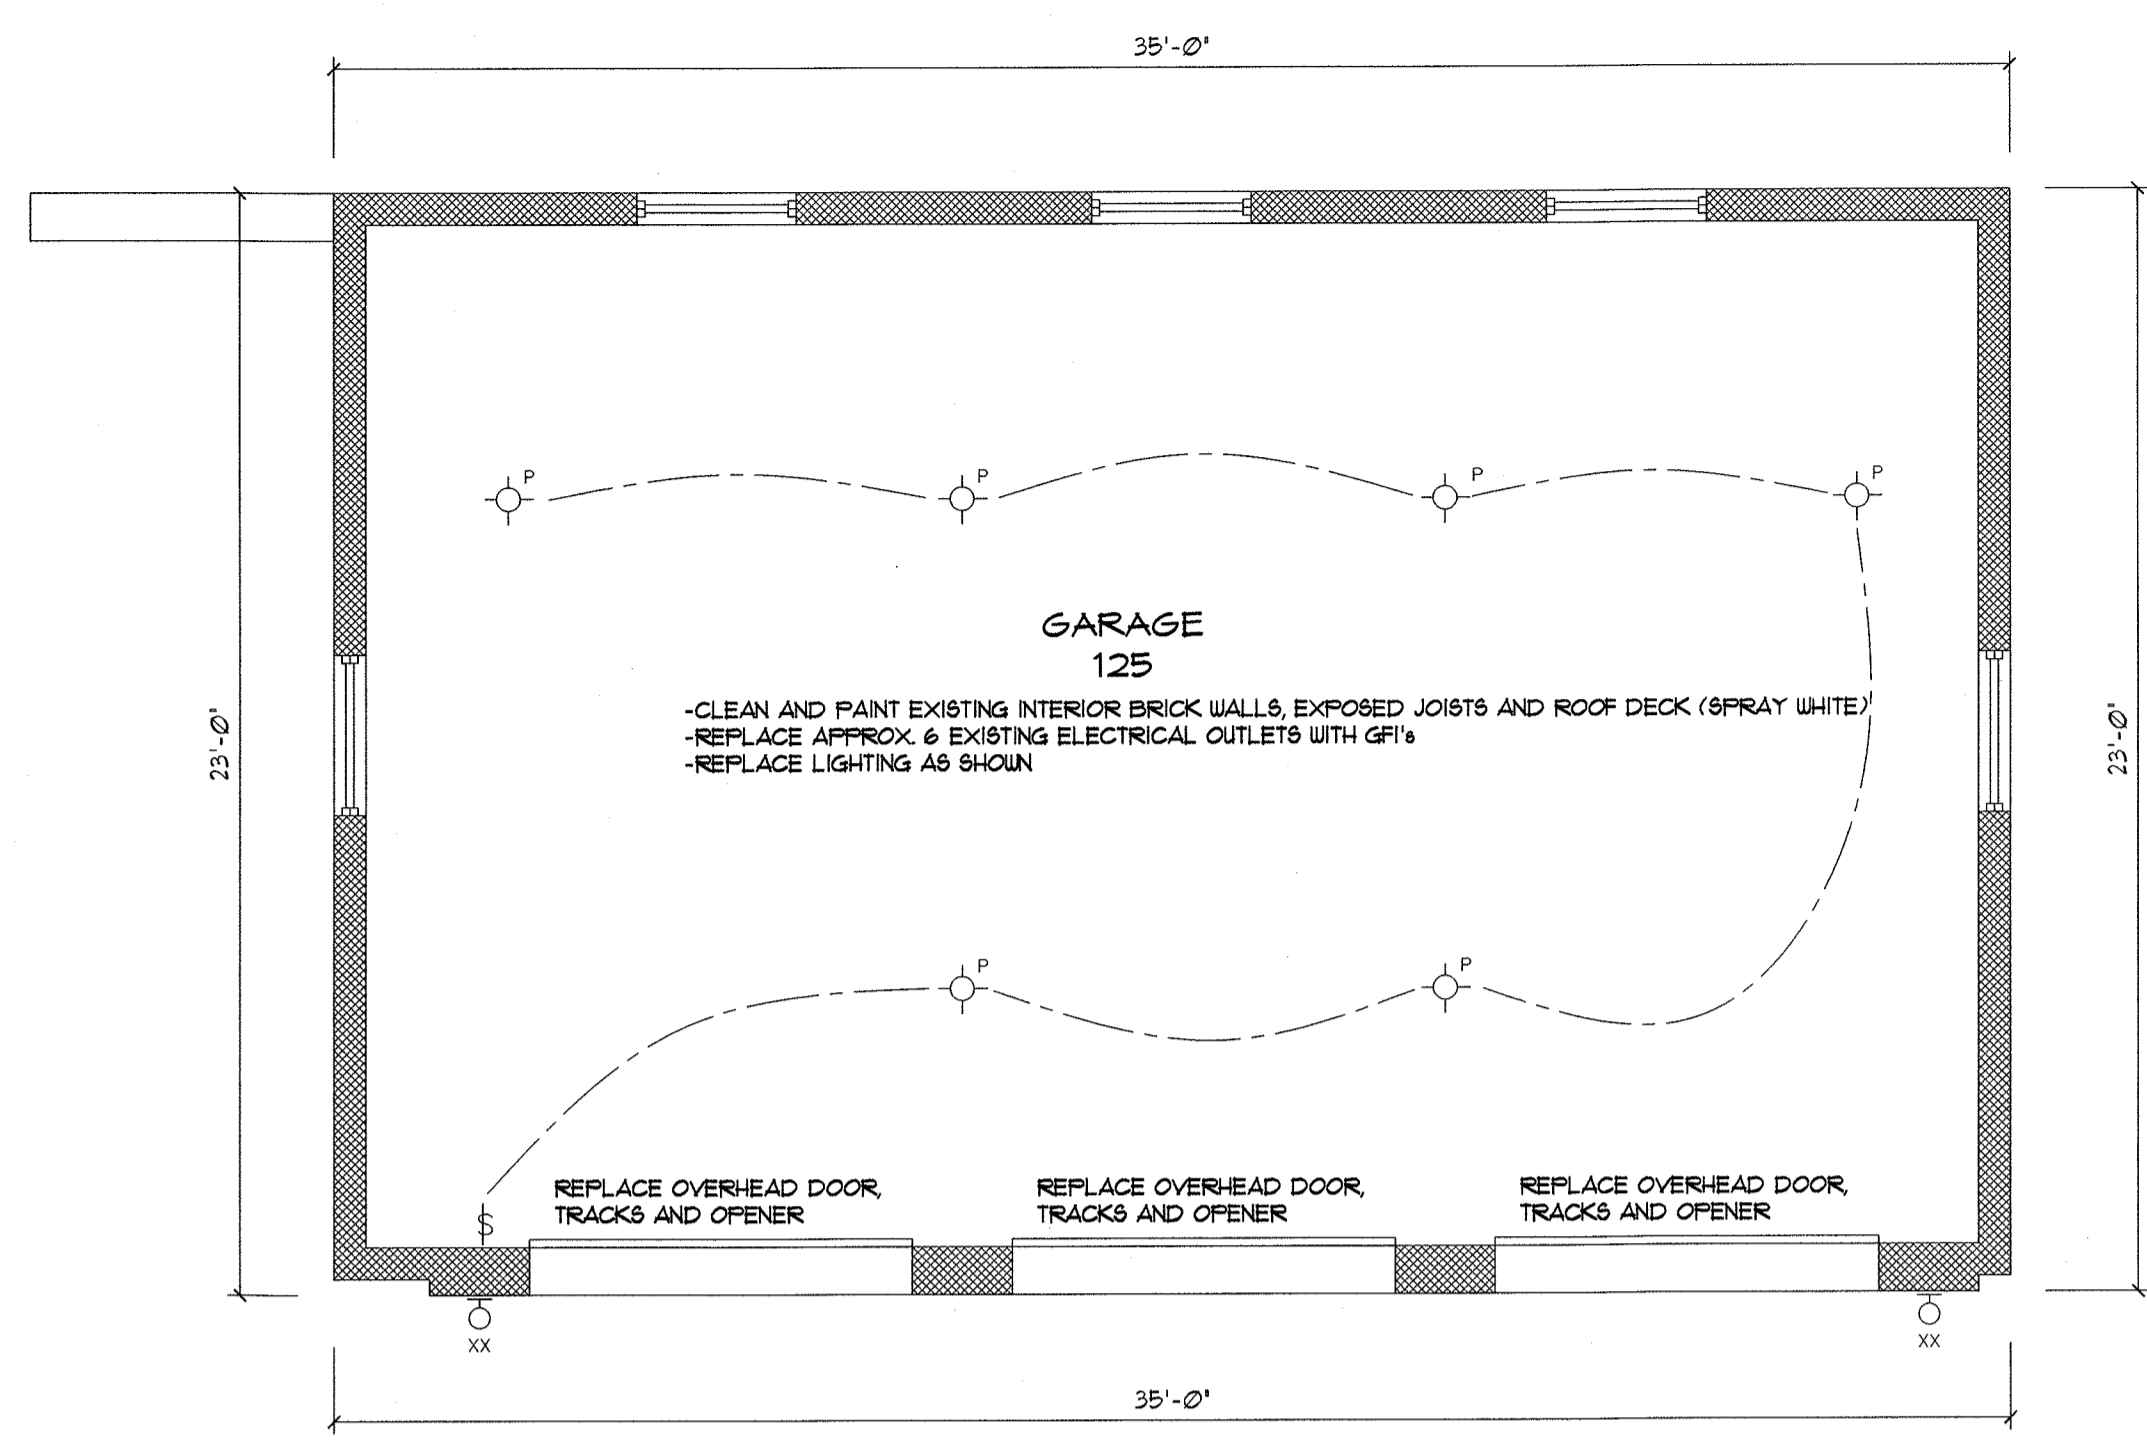 35'-0"
P
P
P
P
GARAGE
125
-CLEAN AND PAINT EXISTING INTERIOR BRICK WALLS, EXPOSED JOISTS AND ROOF DECK (SPRAY WHITE)
-REPLACE APPROX. 6 EXISTING ELECTRICAL OUTLETS WITH GFI's
-REPLACE LIGHTING AS SHOWN
23'-0"
23'-0"
P
P
REPLACE OVERHEAD DOOR,
TRACKS AND OPENER
REPLACE OVERHEAD DOOR,
TRACKS AND OPENER
REPLACE OVERHEAD DOOR,
TRACKS AND OPENER
S
XX
XX
35'-0"